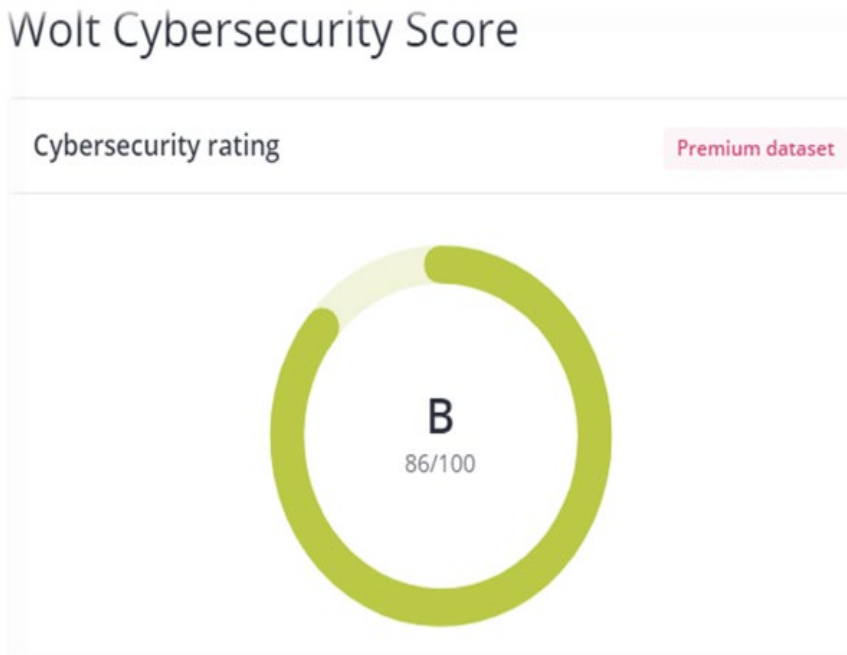 Wolt Cybersecurity Score
Cybersecurity rating
Premium dataset
B
86/100